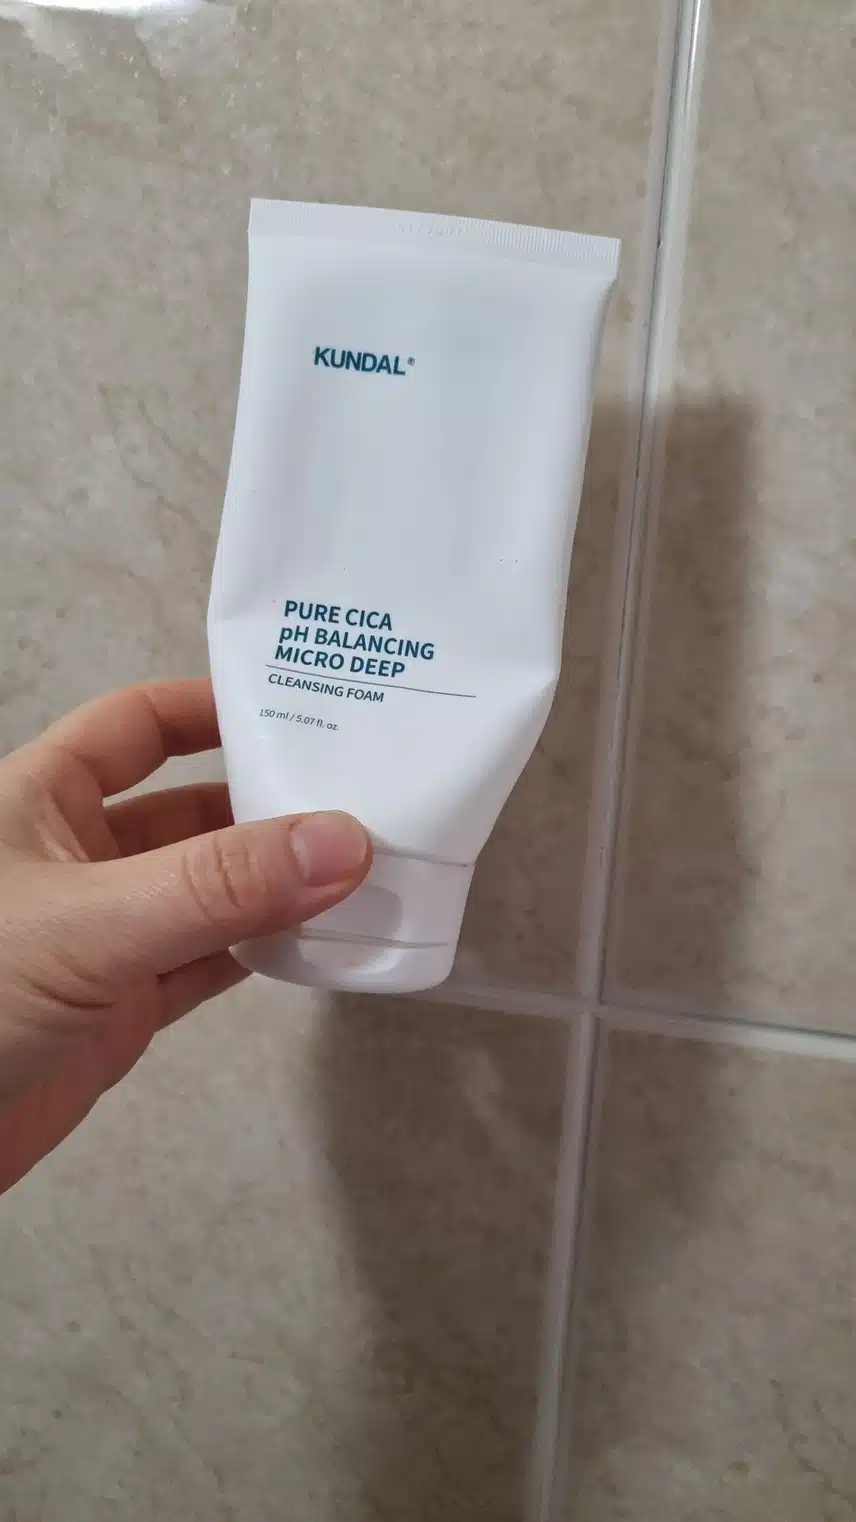 KUNDAL®
PURE CICA
pH BALANCING
MICRO DEEP
CLEANSING FOAM
150 ml / 5.07 fl. oz.